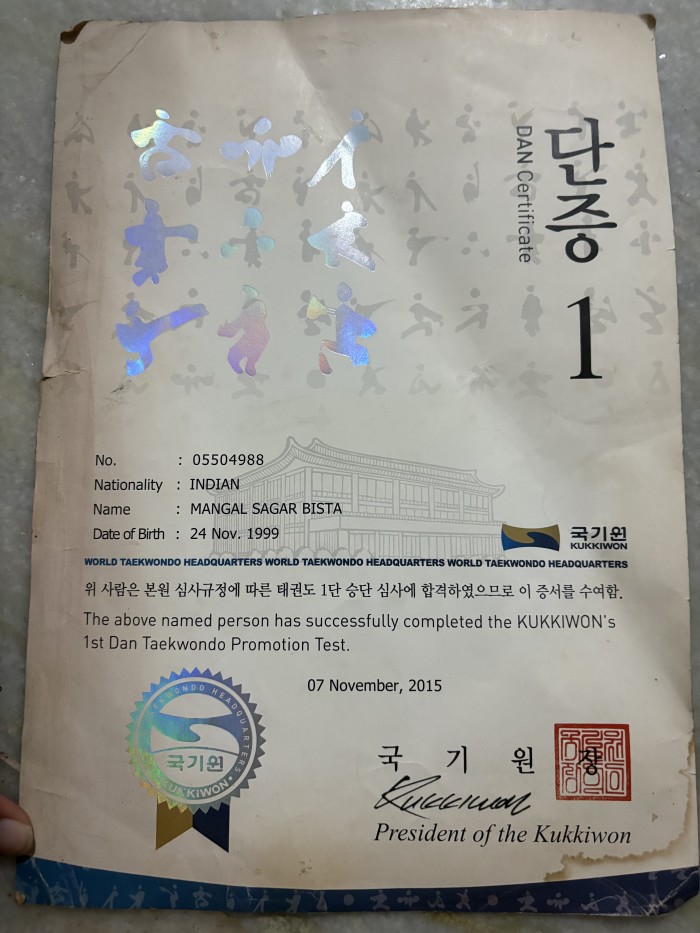 단증
DAN Certificate
1
No. : 05504988
Nationality : INDIAN
Name : MANGAL SAGAR BISTA
Date of Birth : 24 Nov. 1999
국기원
KUKKIWON
WORLD TAEKWONDO HEADQUARTERS WORLD TAEKWONDO HEADQUARTERS WORLD TAEKWONDO HEADQUARTERS
위 사람은 본원 심사규정에 따른 태권도 1단 승단 심사에 합격하였으므로 이 증서를 수여함.
The above named person has successfully completed the KUKKIWON's
1st Dan Taekwondo Promotion Test.
07 November, 2015
TAEKWONDO HEADQUARTERS
국기원
KUKKIWON
국 기 원 장
Kukkiwon
President of the Kukkiwon